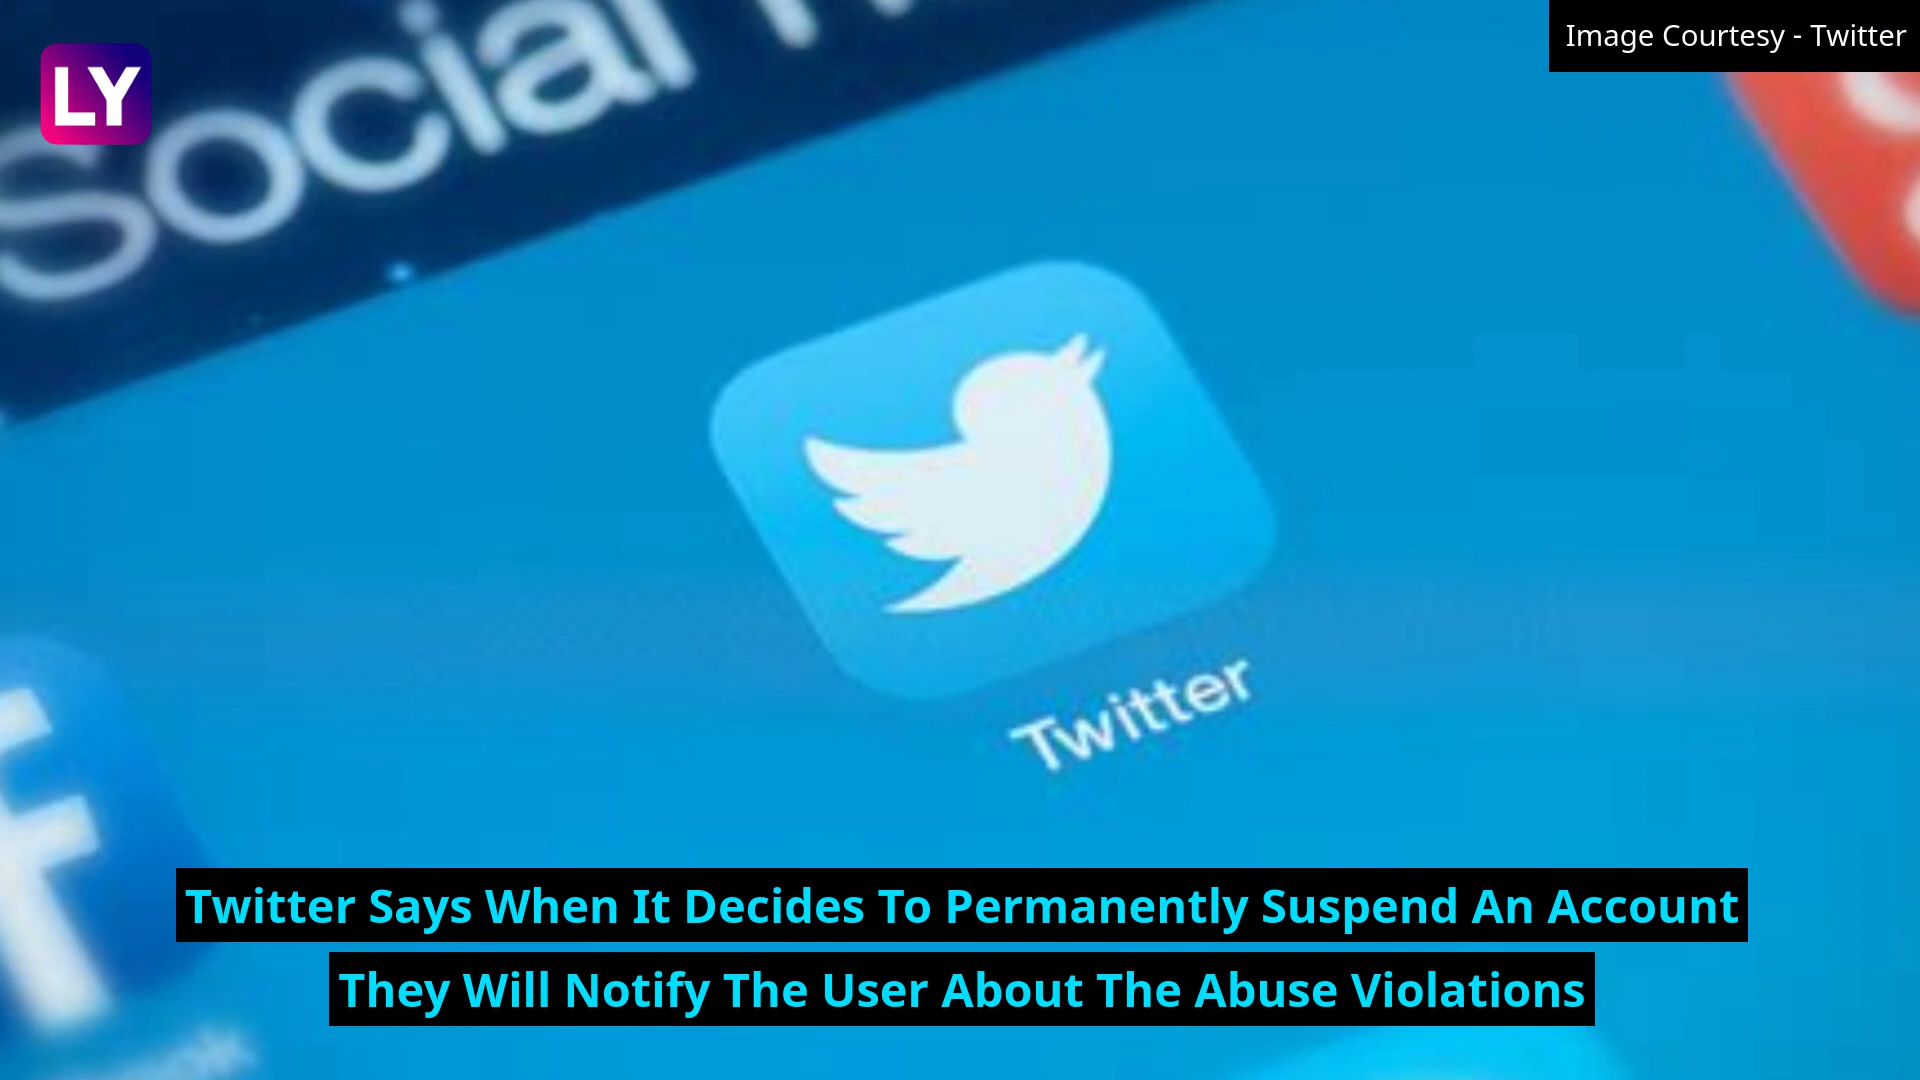 Social
LY
Image Courtesy - Twitter
f
Twitter
Twitter Says When It Decides To Permanently Suspend An Account
They Will Notify The User About The Abuse Violations